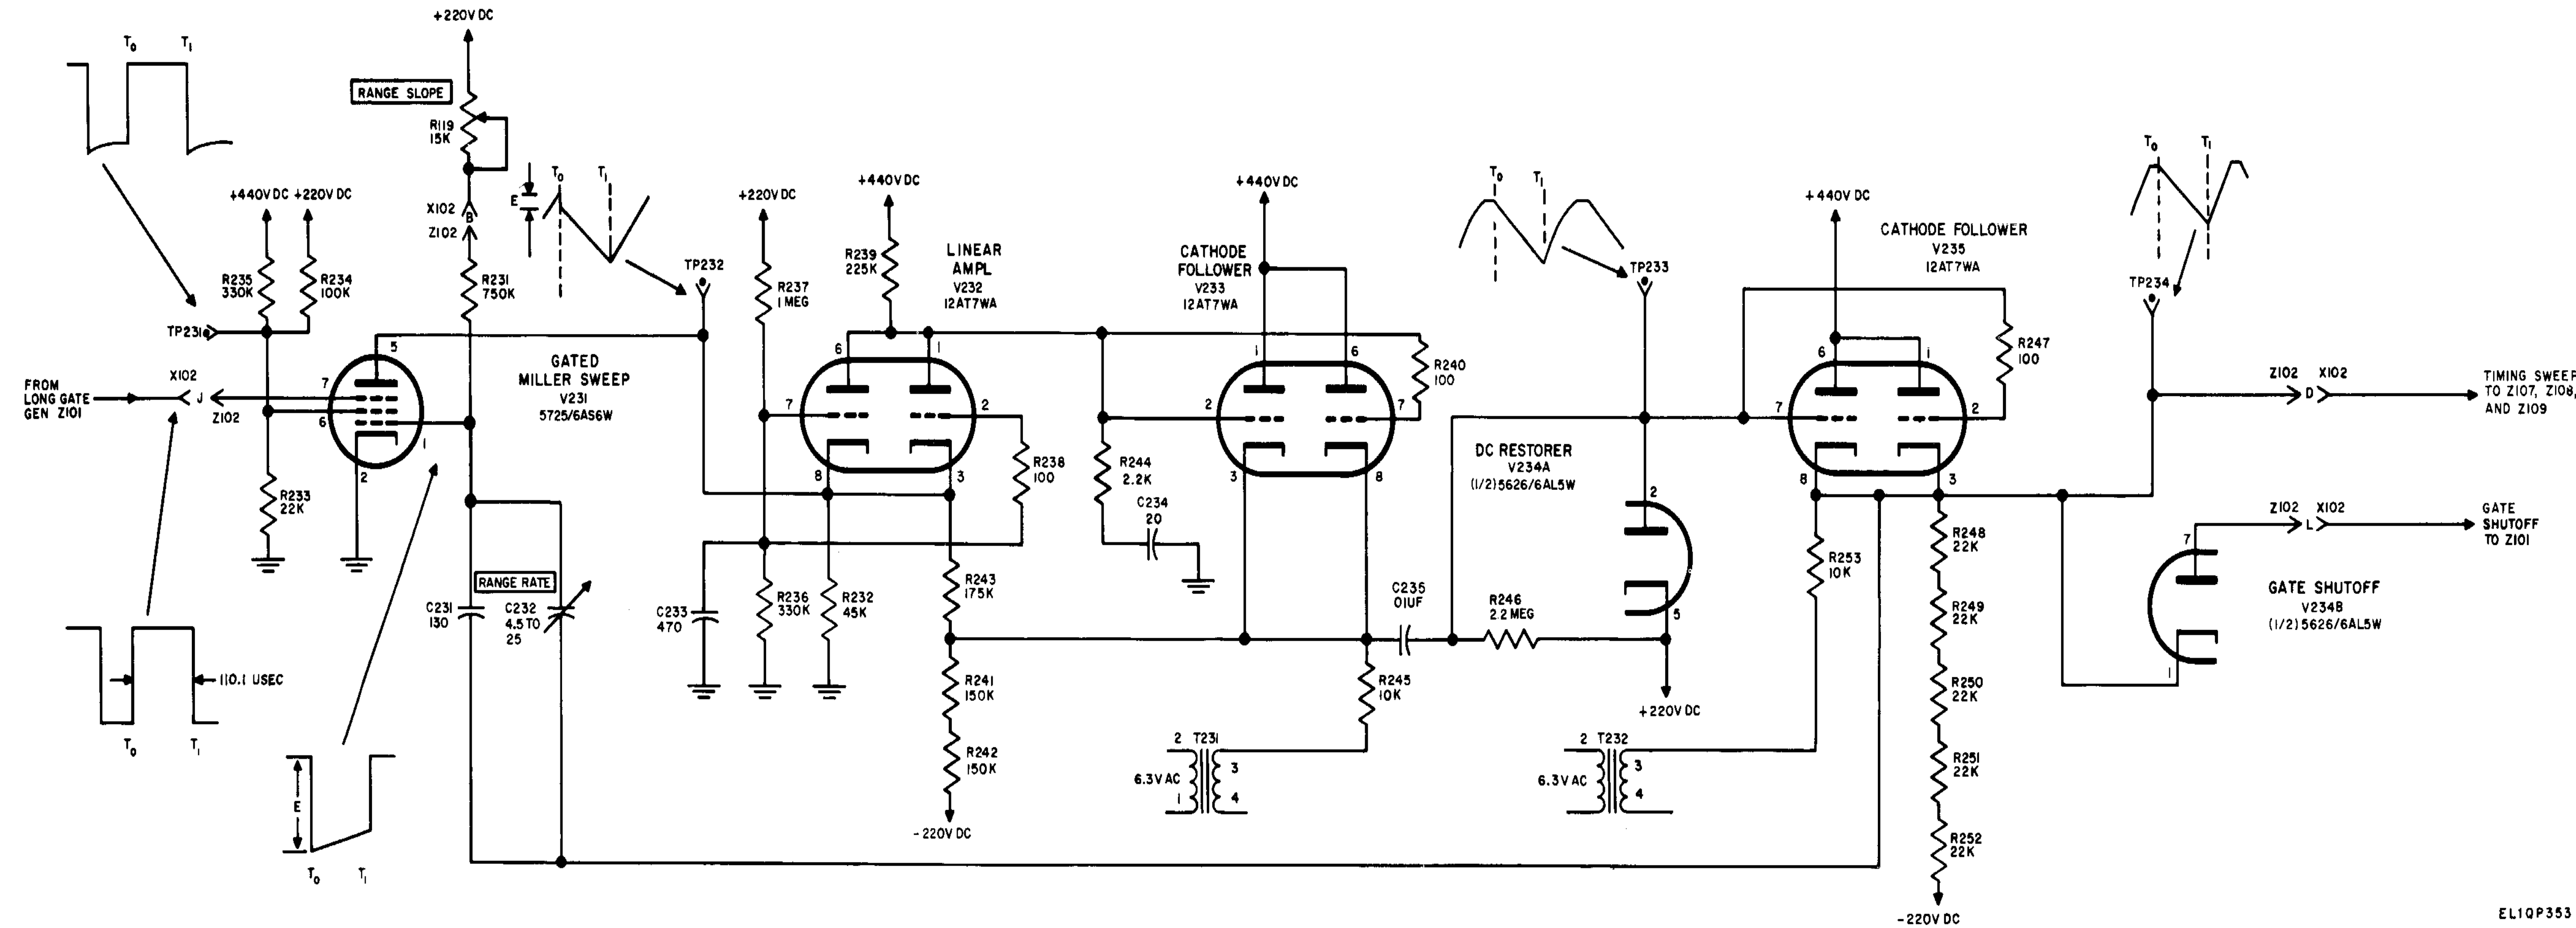 +220V DC
T0 T1
RANGE SLOPE
R119
15K
+440V DC +220V DC
R235
330K
R234
100K
TP231
X102
B
Z102
R231
750K
E
T0 T1
TP232
5
7
6
1
2
GATED
MILLER SWEEP
V231
5725/6AS6W
FROM
LONG GATE
GEN Z101
X102
J
Z102
R233
22K
110.1 USEC
T0 T1
E
T0 T1
RANGE RATE
C231
130
C232
4.5 TO
25
+220V DC
R237
1 MEG
+440V DC
R239
225K
LINEAR
AMPL
V232
12AT7WA
6
1
7
2
8
3
R238
100
C233
470
R236
330K
R232
45K
R243
175K
R241
150K
R242
150K
-220V DC
+440V DC
CATHODE
FOLLOWER
V233
12AT7WA
1
6
2
7
3
8
R240
100
R244
2.2K
C234
20
C235
.01UF
R245
10K
2 T231
6.3V AC
3
1
4
T0 T1
TP233
DC RESTORER
V234A
(1/2) 5626/6AL5W
2
5
R246
2.2 MEG
+220V DC
2 T232
6.3V AC
3
4
+440V DC
CATHODE FOLLOWER
V235
12AT7WA
6
1
7
2
8
3
R247
100
R253
10K
R248
22K
R249
22K
R250
22K
R251
22K
R252
22K
-220V DC
T0 T1
TP234
Z102 X102
D
TIMING SWEEP
TO Z107, Z108,
AND Z109
Z102 X102
L
GATE
SHUTOFF
TO Z101
7
1
GATE SHUTOFF
V234B
(1/2) 5626/6AL5W
EL1QP353